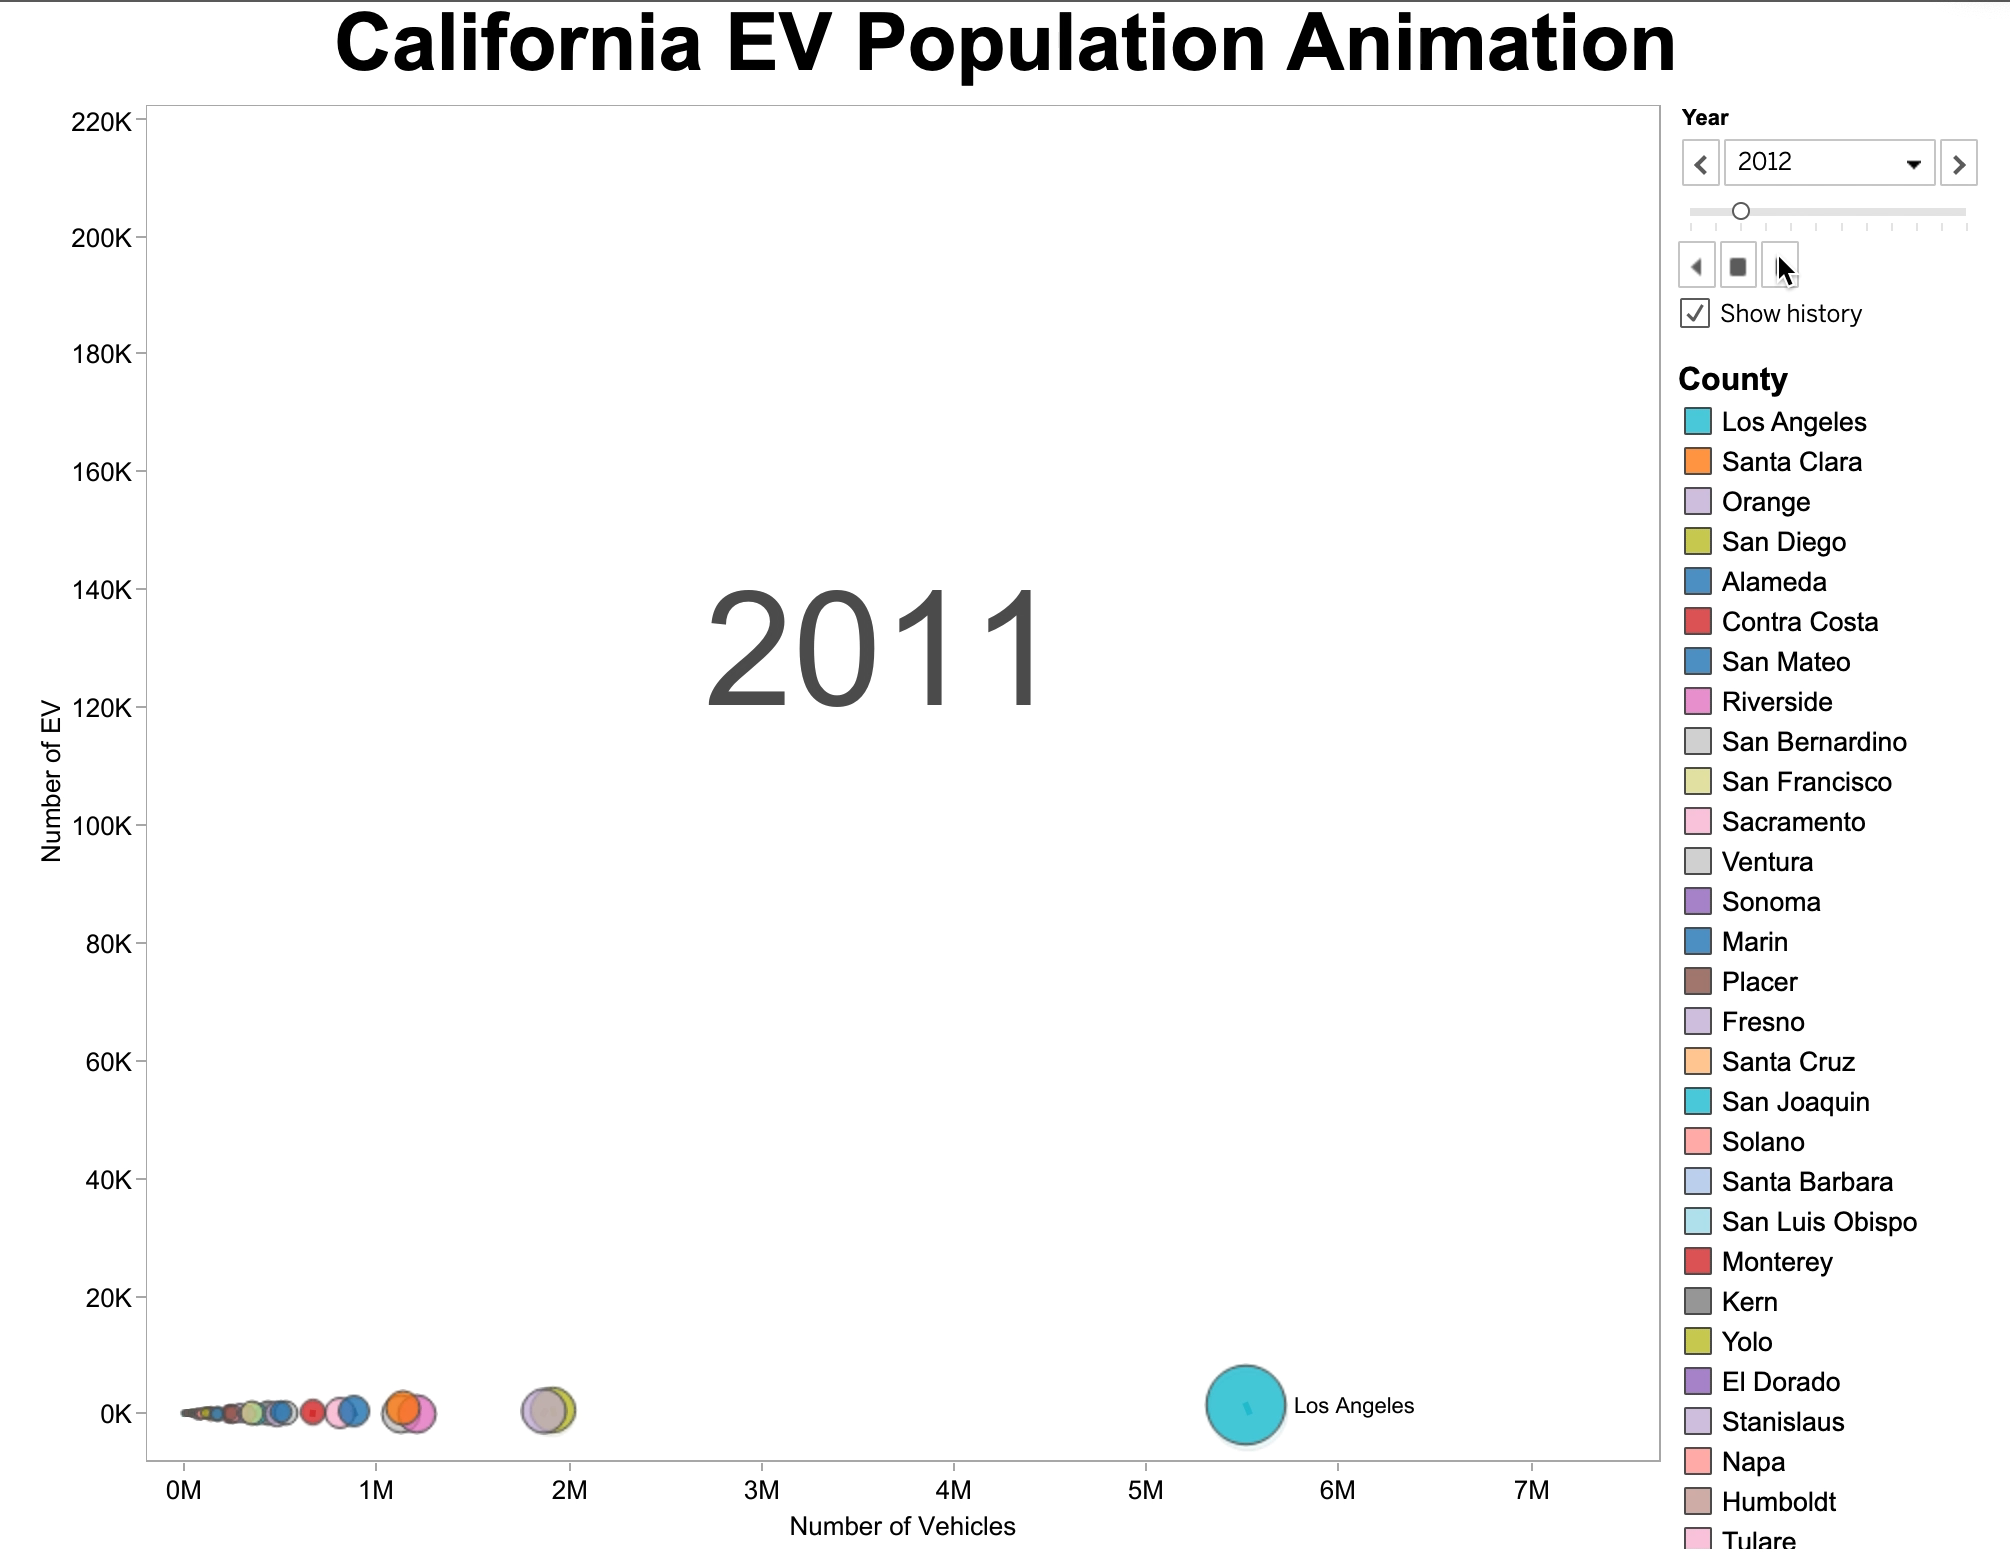 California EV Population Animation
220K
200K
180K
160K
140K
120K
100K
80K
60K
40K
20K
0K
Number of EV
2011
Los Angeles
0M 1M 2M 3M 4M 5M 6M 7M
Number of Vehicles
Year
2012
Show history
County
Los Angeles
Santa Clara
Orange
San Diego
Alameda
Contra Costa
San Mateo
Riverside
San Bernardino
San Francisco
Sacramento
Ventura
Sonoma
Marin
Placer
Fresno
Santa Cruz
San Joaquin
Solano
Santa Barbara
San Luis Obispo
Monterey
Kern
Yolo
El Dorado
Stanislaus
Napa
Humboldt
Tulare